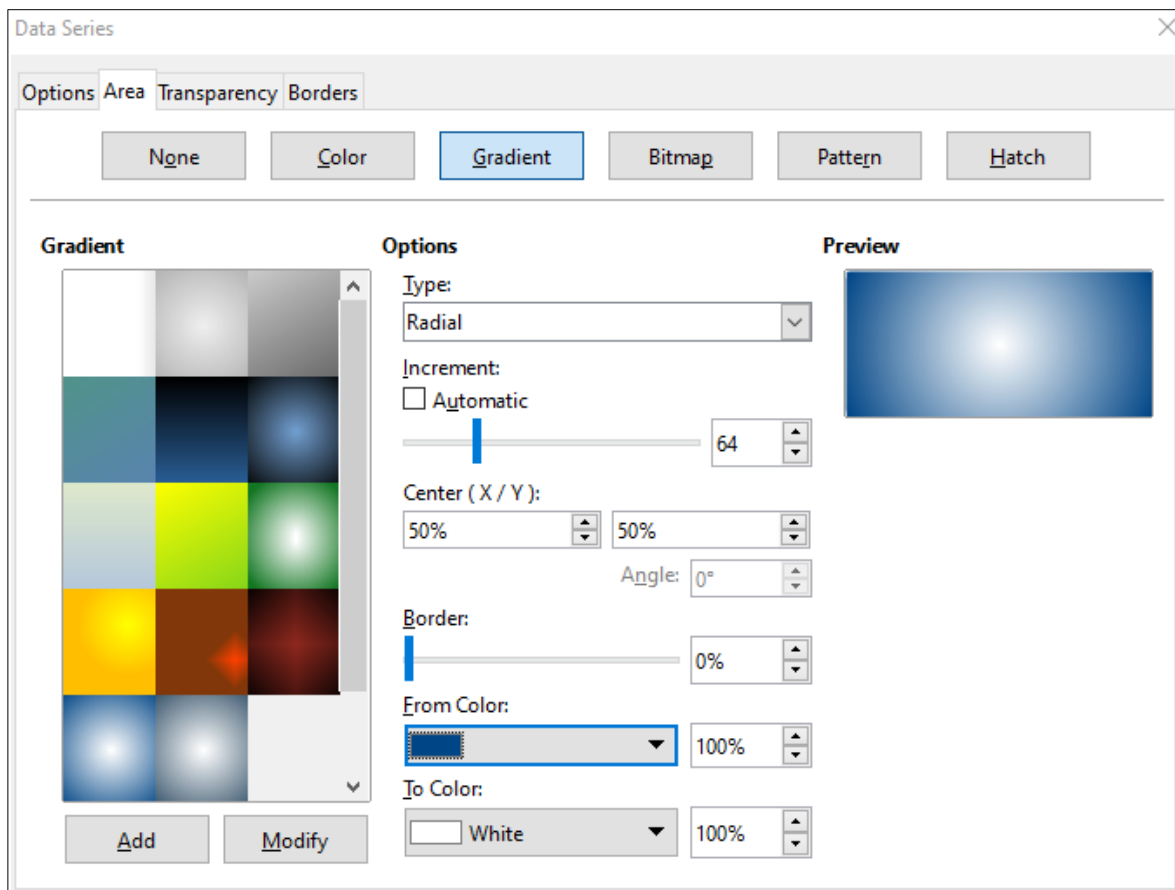 Data Series
Options Area Transparency Borders
None Color Gradient Bitmap Pattern Hatch
Gradient
Add Modify
Options
Type:
Radial
Increment:
Automatic
64
Center ( X / Y ):
50% 50%
Angle: 0°
Border:
0%
From Color:
100%
To Color:
White 100%
Preview